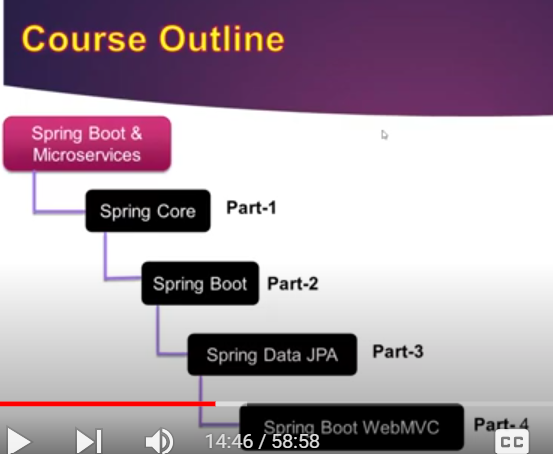 Course Outline
Spring Boot &
Microservices
Spring Core
Part-1
Spring Boot
Part-2
Spring Data JPA
Part-3
Spring Boot WebMVC
Part- 4
14:46 / 58:58
CC